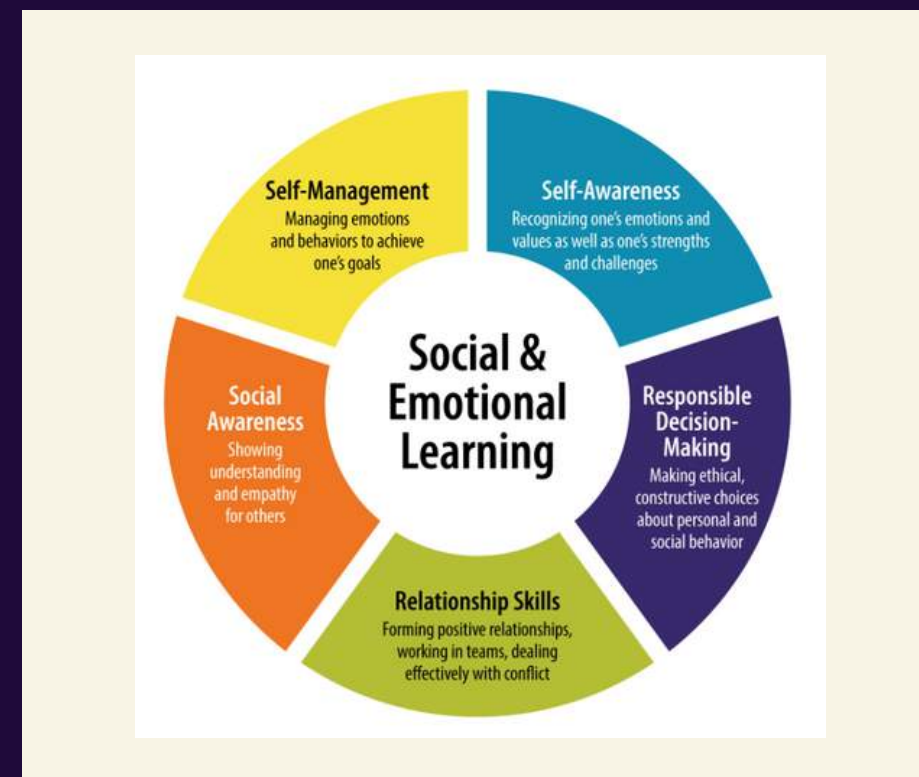 Self-Management
Managing emotions
and behaviors to achieve
one's goals
Self-Awareness
Recognizing one's emotions and
values as well as one's strengths
and challenges
Social &
Emotional
Learning
Social
Awareness
Showing
understanding
and empathy
for others
Responsible
Decision-
Making
Making ethical,
constructive choices
about personal and
social behavior
Relationship Skills
Forming positive relationships,
working in teams, dealing
effectively with conflict